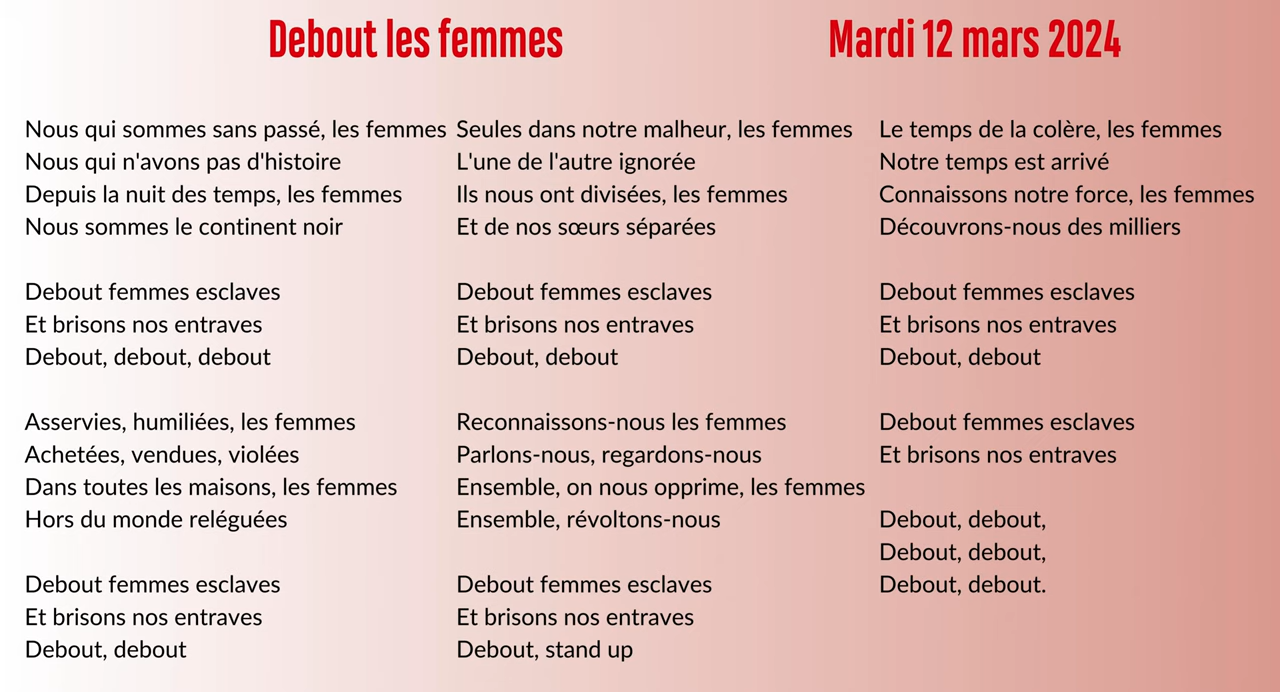 Debout les femmes
Mardi 12 mars 2024
Nous qui sommes sans passé, les femmes
Nous qui n'avons pas d'histoire
Depuis la nuit des temps, les femmes
Nous sommes le continent noir
Debout femmes esclaves
Et brisons nos entraves
Debout, debout, debout
Asservies, humiliées, les femmes
Achetées, vendues, violées
Dans toutes les maisons, les femmes
Hors du monde reléguées
Debout femmes esclaves
Et brisons nos entraves
Debout, debout
Seules dans notre malheur, les femmes
L'une de l'autre ignorée
Ils nous ont divisées, les femmes
Et de nos sœurs séparées
Debout femmes esclaves
Et brisons nos entraves
Debout, debout
Reconnaissons-nous les femmes
Parlons-nous, regardons-nous
Ensemble, on nous opprime, les femmes
Ensemble, révoltons-nous
Debout femmes esclaves
Et brisons nos entraves
Debout, stand up
Le temps de la colère, les femmes
Notre temps est arrivé
Connaissons notre force, les femmes
Découvrons-nous des milliers
Debout femmes esclaves
Et brisons nos entraves
Debout, debout
Debout femmes esclaves
Et brisons nos entraves
Debout, debout,
Debout, debout,
Debout, debout.